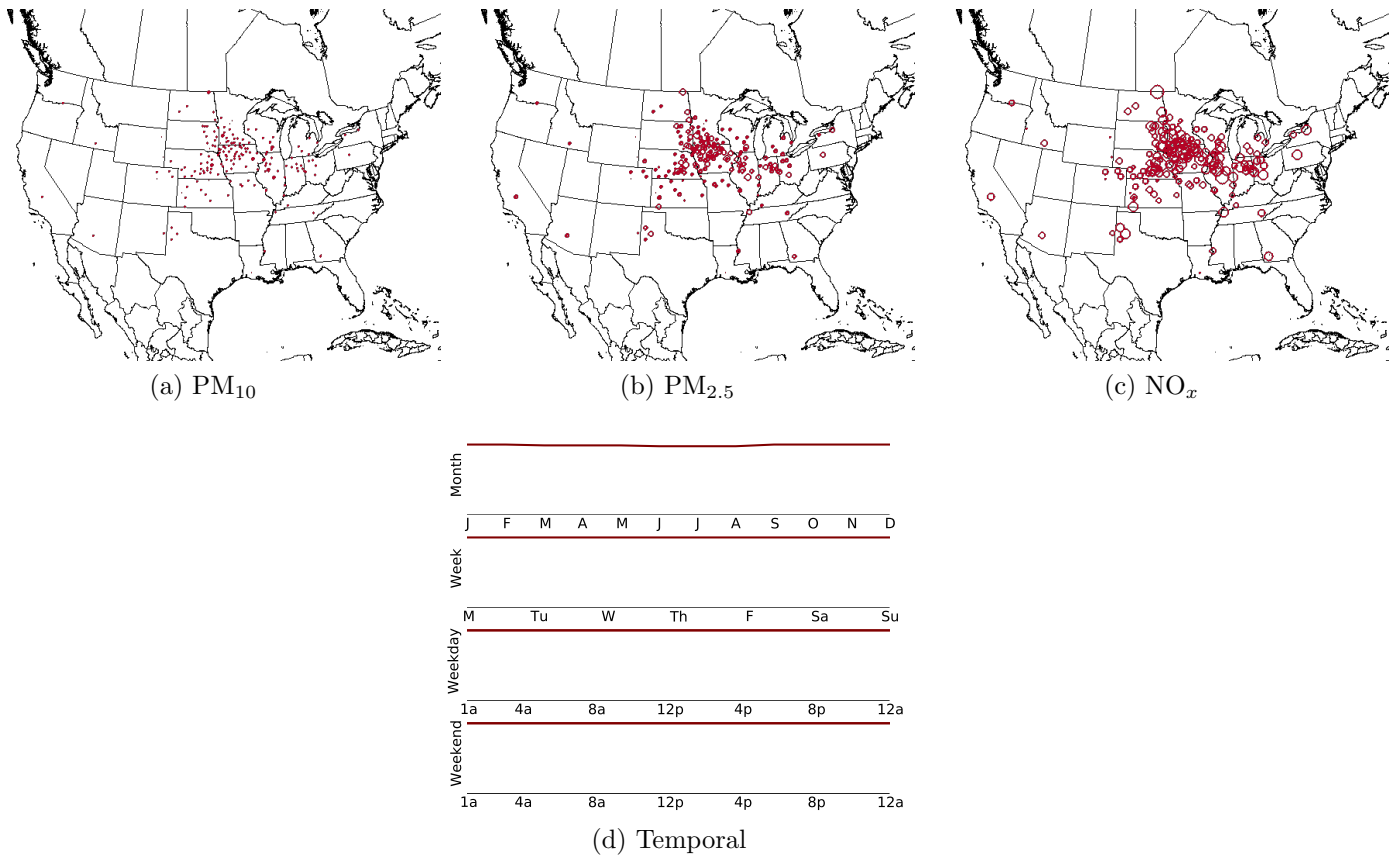 (a) PM₁₀
(b) PM₂.₅
(c) NOₓ
Month
J F M A M J J A S O N D
Week
M Tu W Th F Sa Su
Weekday
1a 4a 8a 12p 4p 8p 12a
Weekend
1a 4a 8a 12p 4p 8p 12a
(d) Temporal